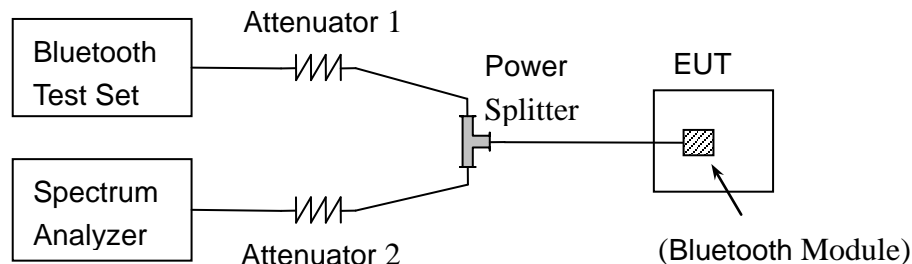 Attenuator 1
Bluetooth
Test Set
Power
Splitter
EUT
Spectrum
Analyzer
Attenuator 2
(Bluetooth Module)